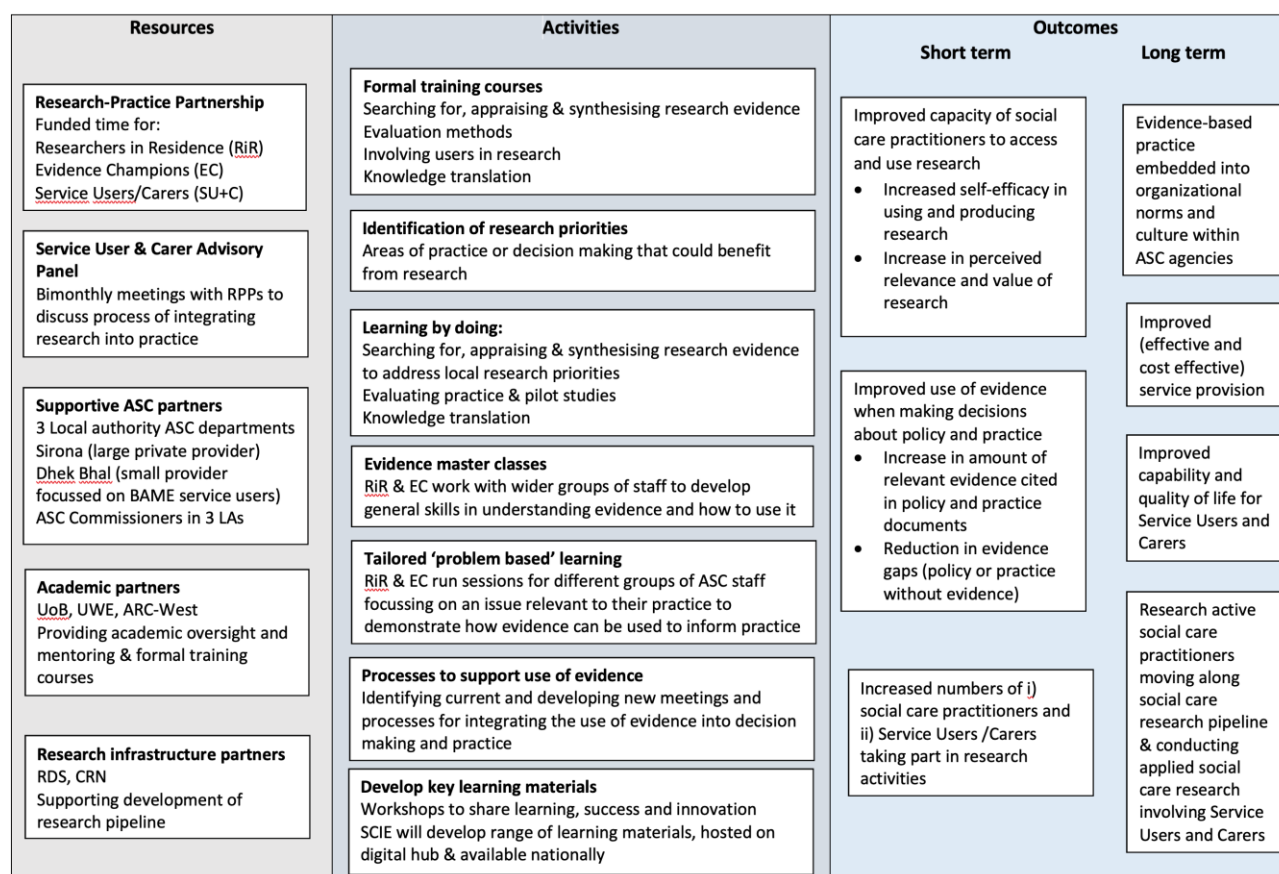 Resources
Research-Practice Partnership
Funded time for:
Researchers in Residence (RiR)
Evidence Champions (EC)
Service Users/Carers (SU+C)
Service User & Carer Advisory
Panel
Bimonthly meetings with RPPs to
discuss process of integrating
research into practice
Supportive ASC partners
3 Local authority ASC departments
Sirona (large private provider)
Dhek Bhal (small provider
focussed on BAME service users)
ASC Commissioners in 3 LAs
Academic partners
UoB, UWE, ARC-West
Providing academic oversight and
mentoring & formal training
courses
Research infrastructure partners
RDS, CRN
Supporting development of
research pipeline
Activities
Formal training courses
Searching for, appraising & synthesising research evidence
Evaluation methods
Involving users in research
Knowledge translation
Identification of research priorities
Areas of practice or decision making that could benefit
from research
Learning by doing:
Searching for, appraising & synthesising research evidence
to address local research priorities
Evaluating practice & pilot studies
Knowledge translation
Evidence master classes
RiR & EC work with wider groups of staff to develop
general skills in understanding evidence and how to use it
Tailored ‘problem based’ learning
RiR & EC run sessions for different groups of ASC staff
focussing on an issue relevant to their practice to
demonstrate how evidence can be used to inform practice
Processes to support use of evidence
Identifying current and developing new meetings and
processes for integrating the use of evidence into decision
making and practice
Develop key learning materials
Workshops to share learning, success and innovation
SCIE will develop range of learning materials, hosted on
digital hub & available nationally
Outcomes
Short term
Improved capacity of social
care practitioners to access
and use research
• Increased self-efficacy in
using and producing
research
• Increase in perceived
relevance and value of
research
Improved use of evidence
when making decisions
about policy and practice
• Increase in amount of
relevant evidence cited
in policy and practice
documents
• Reduction in evidence
gaps (policy or practice
without evidence)
Increased numbers of i)
social care practitioners and
ii) Service Users /Carers
taking part in research
activities
Long term
Evidence-based
practice
embedded into
organizational
norms and
culture within
ASC agencies
Improved
(effective and
cost effective)
service provision
Improved
capability and
quality of life for
Service Users and
Carers
Research active
social care
practitioners
moving along
social care
research pipeline
& conducting
applied social
care research
involving Service
Users and Carers